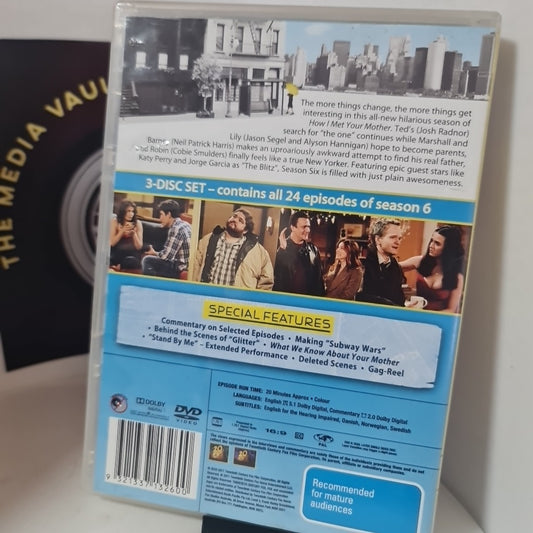 THE MEDIA VAUL
The more things change, the more things get
interesting in this all-new hilarious season of
How I Met Your Mother. Ted's (Josh Radnor)
search for "the one" continues while Marshall and
Lily (Jason Segel and Alyson Hannigan) hope to become parents,
Barney (Neil Patrick Harris) makes an uproariously awkward attempt to find his real father,
and Robin (Cobie Smulders) finally feels like a true New Yorker. Featuring epic guest stars like
Katy Perry and Jorge Garcia as "The Blitz". Season Six is filled with just plain awesomeness.
3-DISC SET – contains all 24 episodes of season 6
SPECIAL FEATURES
Commentary on Selected Episodes • Making "Subway Wars"
• Behind the Scenes of "Glitter" • What We Know About Your Mother
• "Stand By Me" – Extended Performance • Deleted Scenes • Gag-Reel
EPISODE RUN TIME: 20 Minutes Approx • Colour
LANGUAGES: English 5.1 Dolby Digital, Commentary 2.0 Dolby Digital
SUBTITLES: English for the Hearing Impaired, Danish, Norwegian, Swedish
DOLBY
DIGITAL
DVD
VIDEO
16:9
PAL
9 321337 132600
Recommended
for mature
audiences